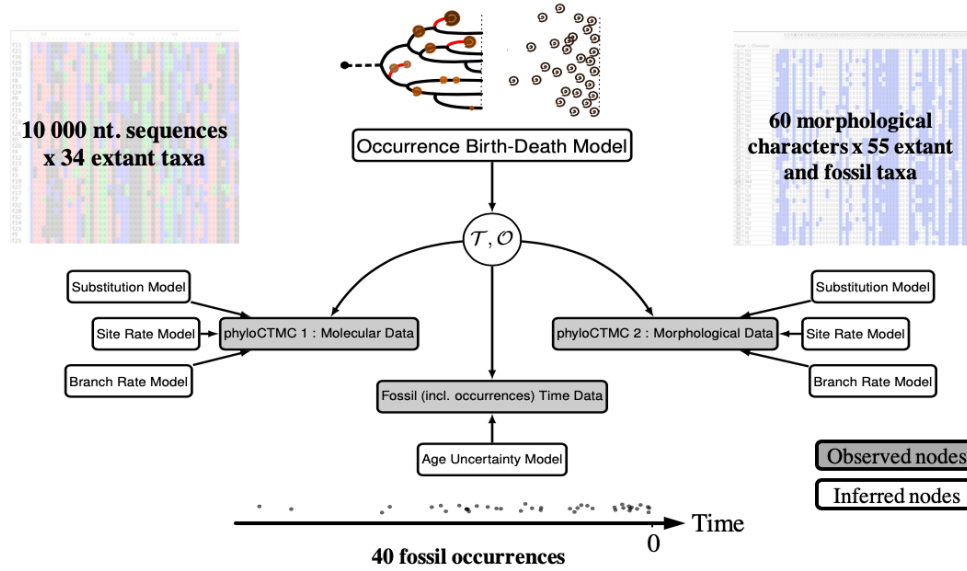 10 000 nt. sequences
x 34 extant taxa
60 morphological
characters x 55 extant
and fossil taxa
Occurrence Birth-Death Model
𝒯, 𝒪
Substitution Model
Substitution Model
Site Rate Model
phyloCTMC 1 : Molecular Data
phyloCTMC 2 : Morphological Data
Site Rate Model
Branch Rate Model
Branch Rate Model
Fossil (incl. occurrences) Time Data
Age Uncertainty Model
Observed nodes
Inferred nodes
Time
0
40 fossil occurrences